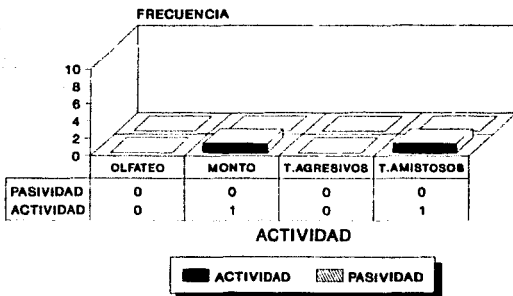 FRECUENCIA
10
8
6
4
2
0
OLFATEO MONTO T.AGRESIVOS T.AMISTOSOS
PASIVIDAD 0 0 0 0
ACTIVIDAD 0 1 0 1
ACTIVIDAD
ACTIVIDAD PASIVIDAD